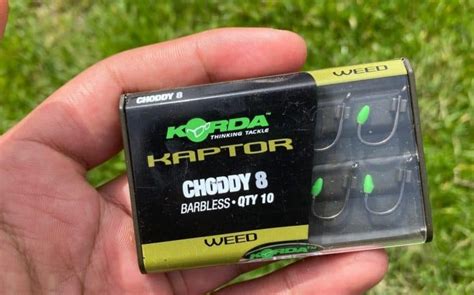 CHODDY 8
WEED
KORDA
THINKING TACKLE
KAPTOR
CHODDY 8
BARBLESS • QTY 10
WEED
KORDA